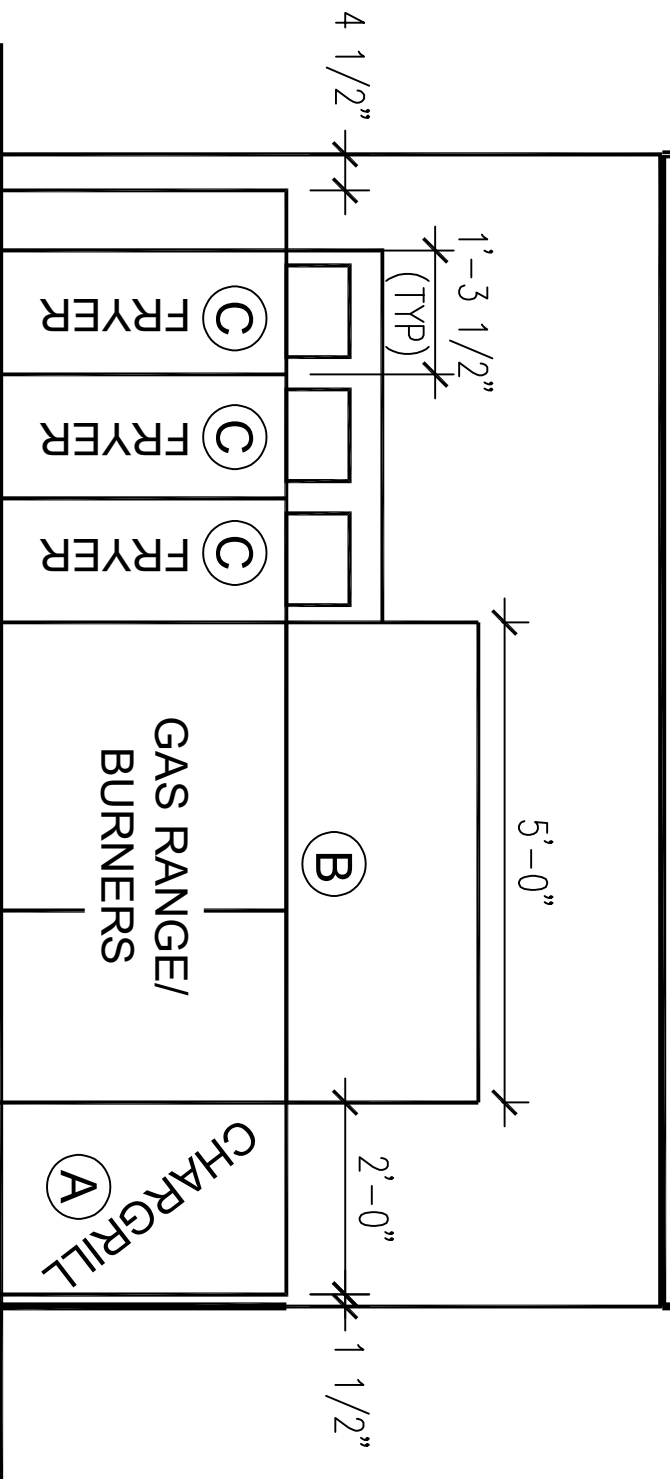 4 1/2"
1'-3 1/2"
(TYP)
C FRYER
C FRYER
C FRYER
5'-0"
B
GAS RANGE/
BURNERS
2'-0"
CHARGRILL
A
1 1/2"